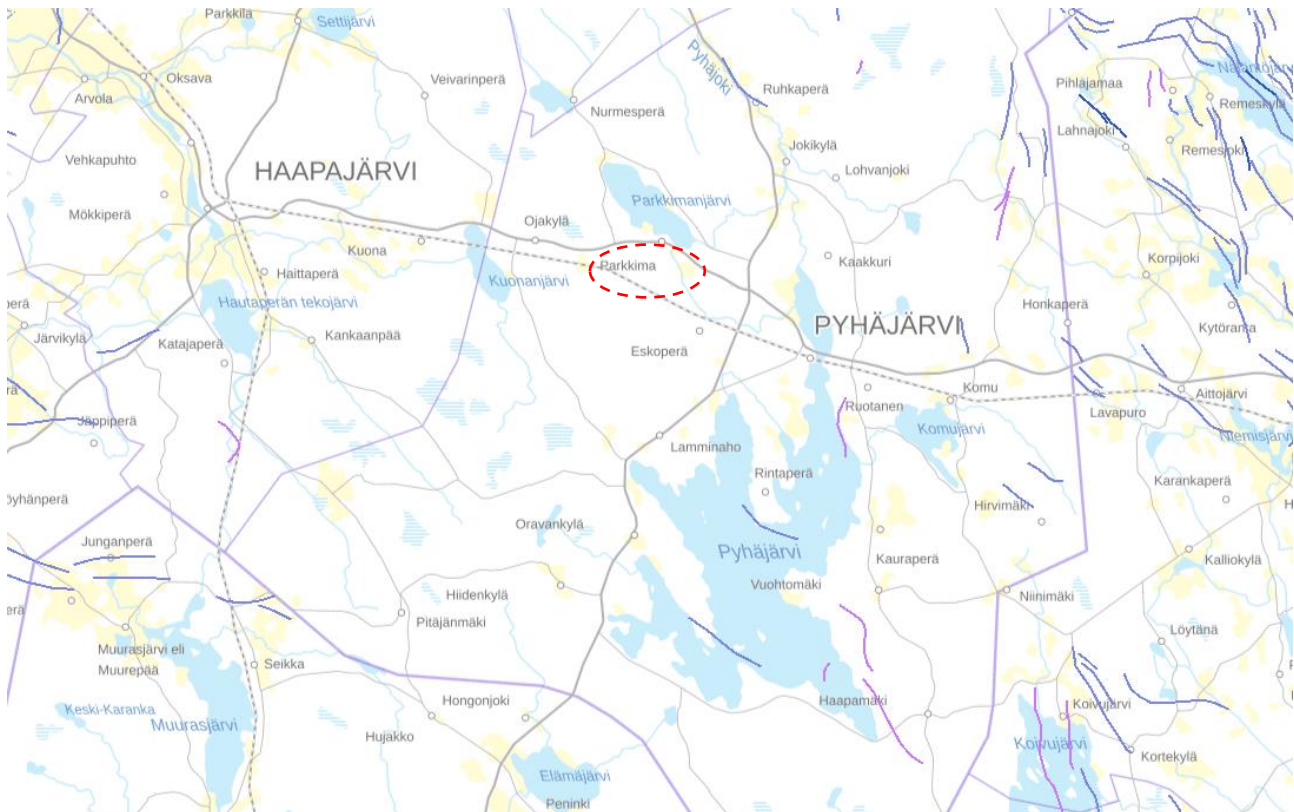 Parkkila
Settijärvi
Oksava
Arvola
Veivarinperä
Nurmesperä
Pyhäjoki
Ruhkaperä
Pihlajamaa
Remeskylä
Lahnajoki
Remesjoki
Vehkapuhto
HAAPAJÄRVI
Jokikylä
Lohvanjoki
Mökkiperä
Parkkimanjärvi
Ojakylä
Kuona
Kaakkuri
Korpijoki
Haittaperä
Parkkima
Kuonanjärvi
Hautaperän tekojärvi
Honkaperä
Järvikylä
Kankaanpää
PYHÄJÄRVI
Kytöranta
Katajaperä
Eskoperä
Komu
Aittojärvi
Ruotanen
Lavapuro
Jäppiperä
Komujärvi
Niemisjärvi
Lamminaho
Rintaperä
Karankaperä
Hirvimäki
Oravankylä
Junganperä
Pyhäjärvi
Kauraperä
Kalliokylä
Vuohtomäki
Hiidenkylä
Niinimäki
Pitäjänmäki
Löytänä
Muurasjärvi eli
Muurepää
Seikka
Haapamäki
Keski-Karanka
Muurasjärvi
Hongonjoki
Koivujärvi
Hujakko
Koivujärvi
Kortekylä
Elämäjärvi
Peninki